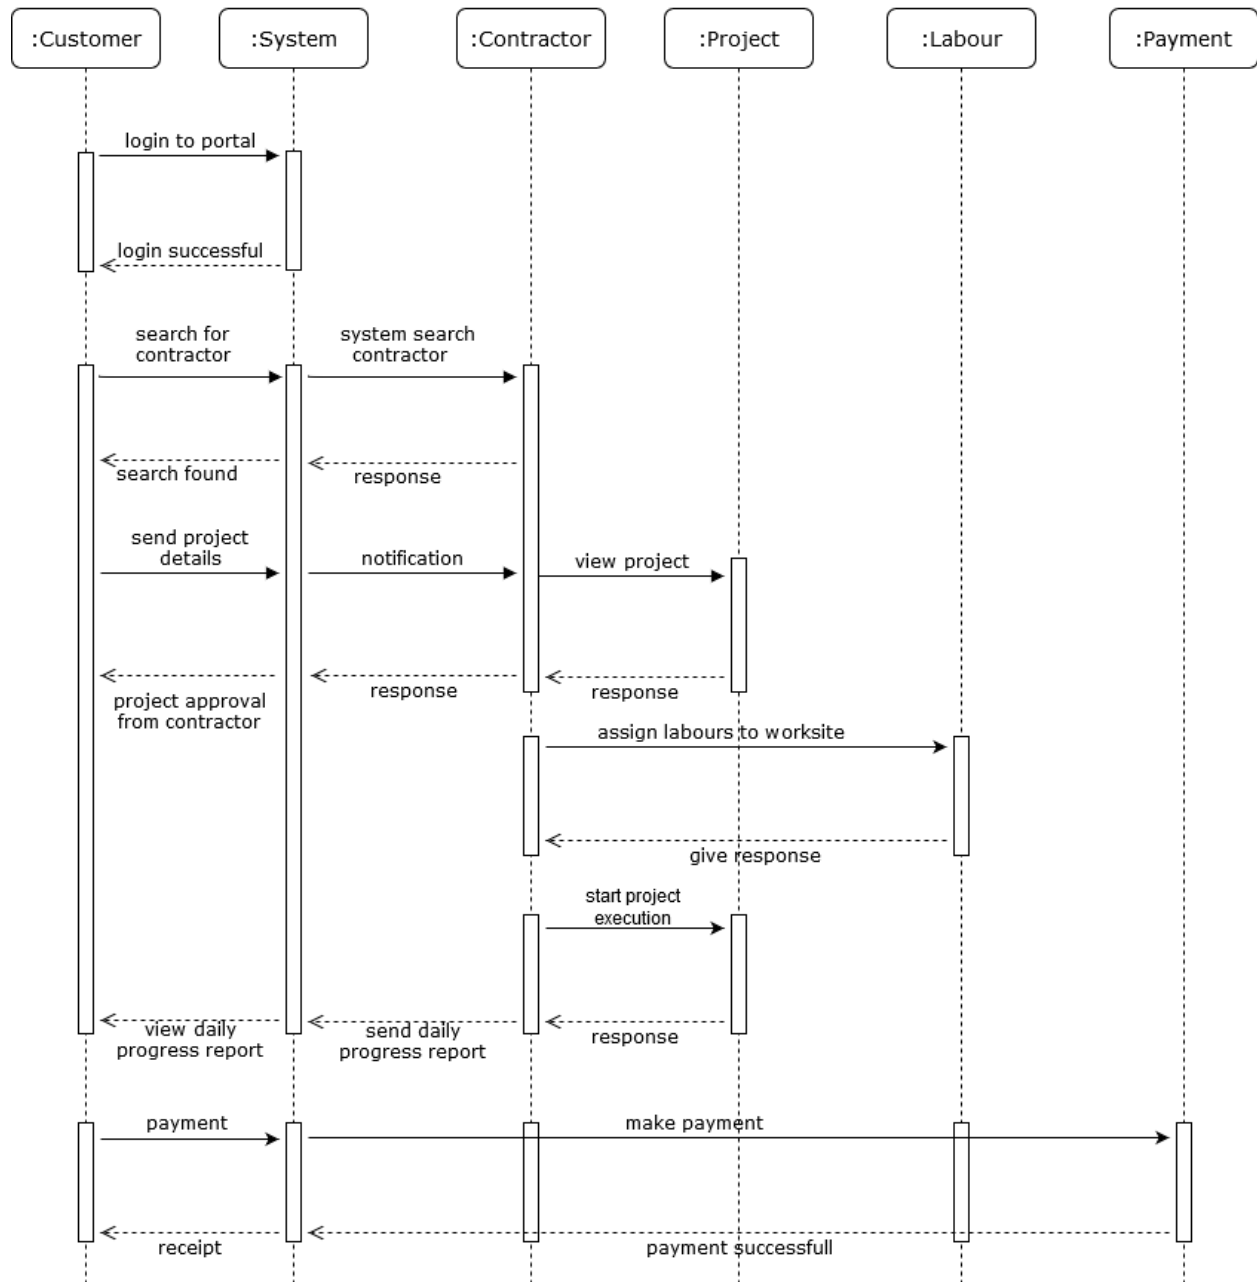 :Customer
:System
:Contractor
:Project
:Labour
:Payment
login to portal
login successful
search for
contractor
system search
contractor
search found
response
send project
details
notification
view project
project approval
from contractor
response
response
assign labours to worksite
give response
start project
execution
view daily
progress report
send daily
progress report
response
payment
make payment
receipt
payment successfull